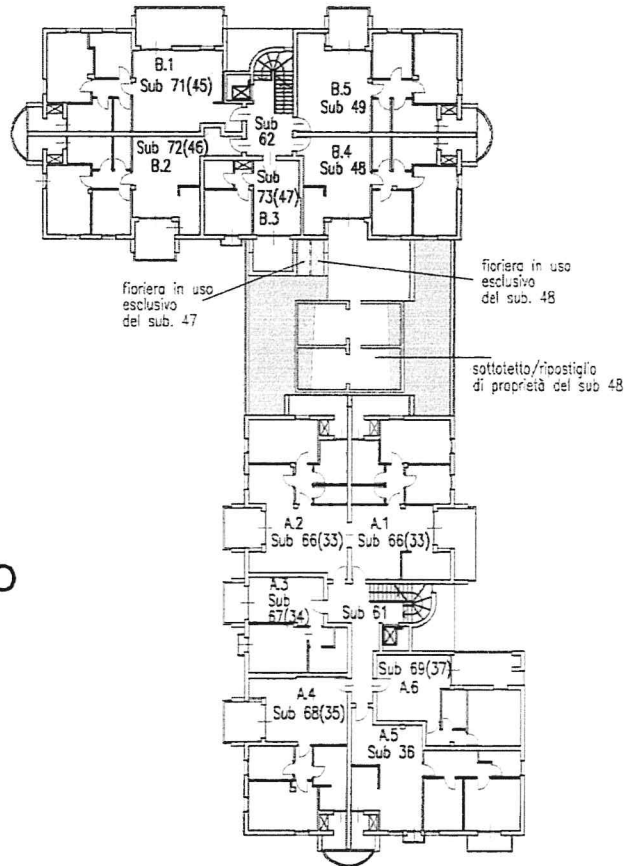 B.1
Sub 71(45)
B.5
Sub 49
Sub
62
Sub 72(46)
B.2
B.4
Sub 48
Sub
73(47)
B.3
fioriera in uso
esclusivo
del sub. 47
fioriera in uso
esclusivo
del sub. 48
sottotetto/ripostiglio
di proprietà del sub 48
A.2
Sub 66(33)
A.1
Sub 66(33)
O
A.3
Sub
67(34)
Sub 61
Sub 69(37)
A.6
A.4
Sub 68(35)
A.5
Sub 36